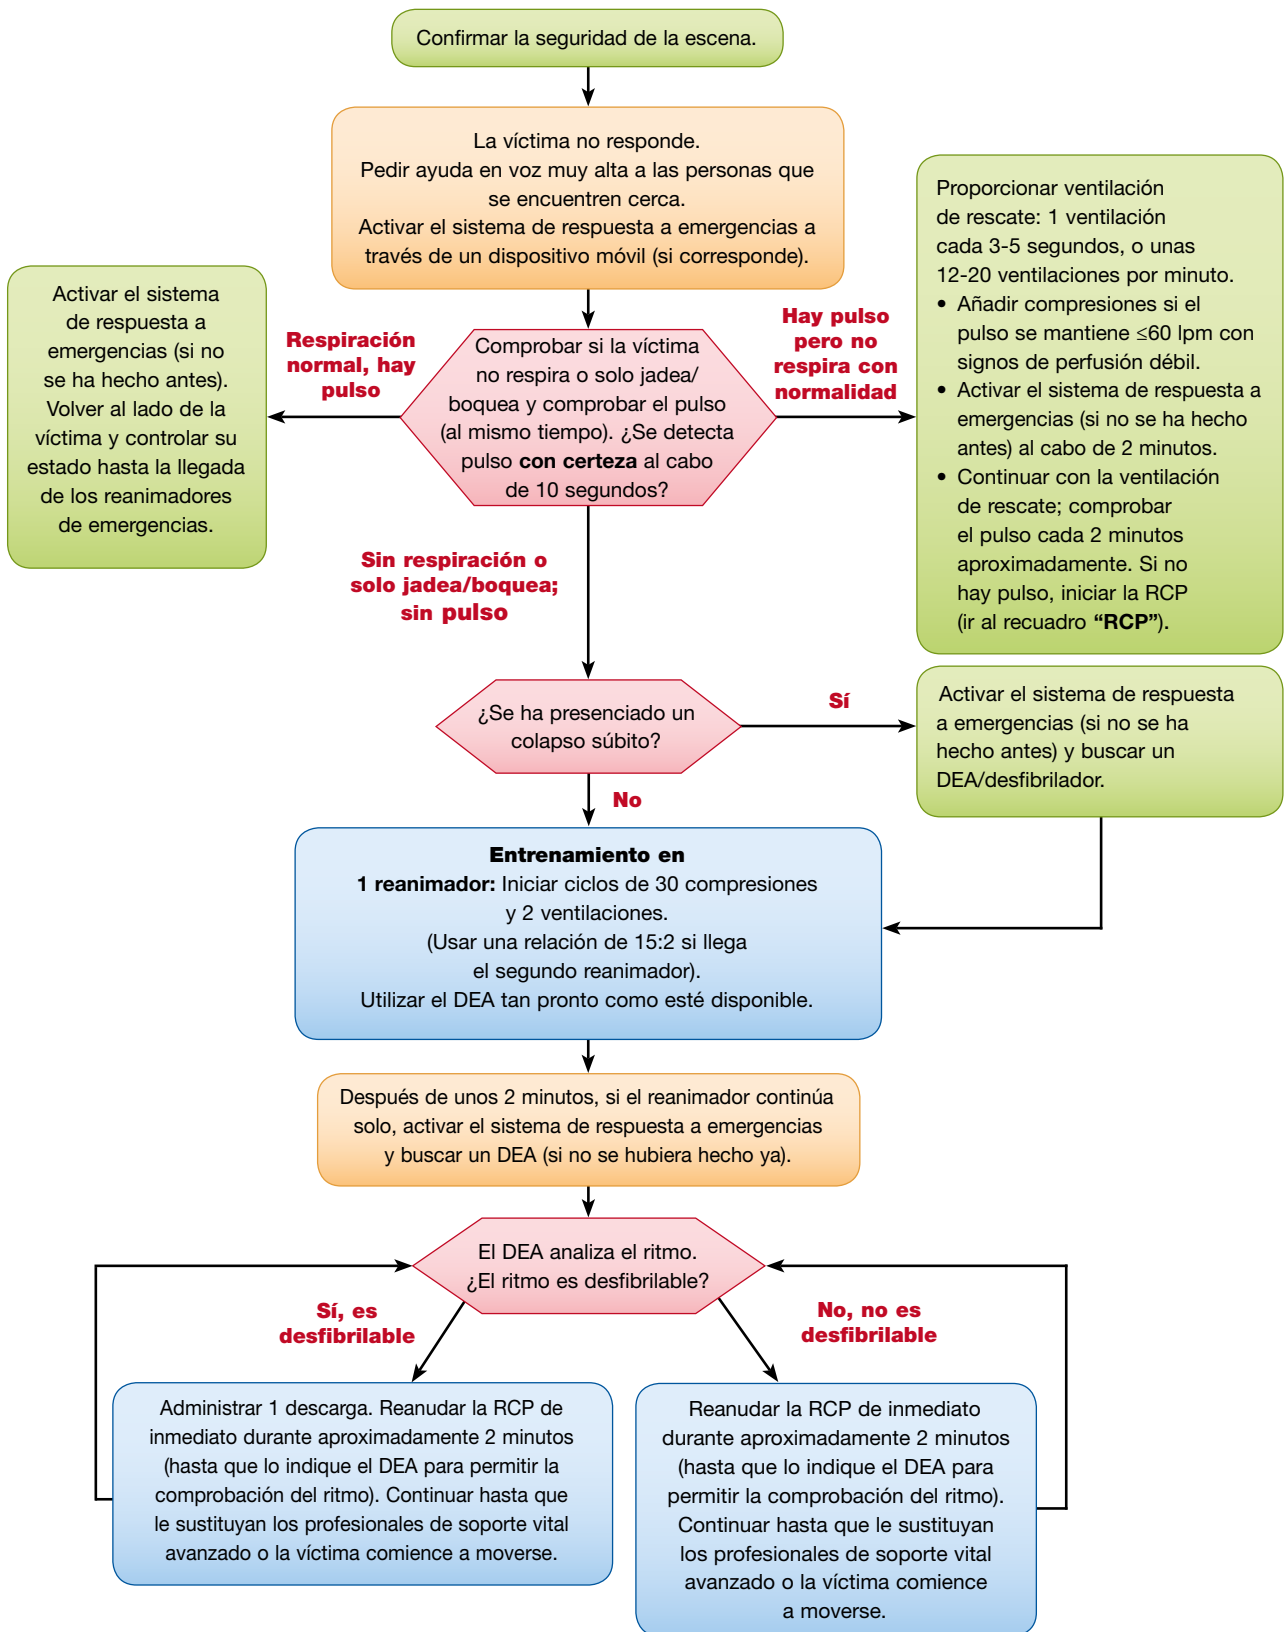 Confirmar la seguridad de la escena.
La víctima no responde.
Pedir ayuda en voz muy alta a las personas que
se encuentren cerca.
Activar el sistema de respuesta a emergencias a
través de un dispositivo móvil (si corresponde).
Comprobar si la víctima
no respira o solo jadea/
boquea y comprobar el pulso
(al mismo tiempo). ¿Se detecta
pulso con certeza al cabo
de 10 segundos?
Respiración
normal, hay
pulso
Activar el sistema
de respuesta a
emergencias (si no
se ha hecho antes).
Volver al lado de la
víctima y controlar su
estado hasta la llegada
de los reanimadores
de emergencias.
Hay pulso
pero no
respira con
normalidad
Proporcionar ventilación
de rescate: 1 ventilación
cada 3-5 segundos, o unas
12-20 ventilaciones por minuto.
• Añadir compresiones si el
pulso se mantiene ≤60 lpm con
signos de perfusión débil.
• Activar el sistema de respuesta a
emergencias (si no se ha hecho
antes) al cabo de 2 minutos.
• Continuar con la ventilación
de rescate; comprobar
el pulso cada 2 minutos
aproximadamente. Si no
hay pulso, iniciar la RCP
(ir al recuadro “RCP”).
Sin respiración o
solo jadea/boquea;
sin pulso
¿Se ha presenciado un
colapso súbito?
Sí
Activar el sistema de respuesta
a emergencias (si no se ha
hecho antes) y buscar un
DEA/desfibrilador.
No
Entrenamiento en
1 reanimador: Iniciar ciclos de 30 compresiones
y 2 ventilaciones.
(Usar una relación de 15:2 si llega
el segundo reanimador).
Utilizar el DEA tan pronto como esté disponible.
Después de unos 2 minutos, si el reanimador continúa
solo, activar el sistema de respuesta a emergencias
y buscar un DEA (si no se hubiera hecho ya).
El DEA analiza el ritmo.
¿El ritmo es desfibrilable?
Sí, es
desfibrilable
No, no es
desfibrilable
Administrar 1 descarga. Reanudar la RCP de
inmediato durante aproximadamente 2 minutos
(hasta que lo indique el DEA para permitir la
comprobación del ritmo). Continuar hasta que
le sustituyan los profesionales de soporte vital
avanzado o la víctima comience a moverse.
Reanudar la RCP de inmediato
durante aproximadamente 2 minutos
(hasta que lo indique el DEA para
permitir la comprobación del ritmo).
Continuar hasta que le sustituyan
los profesionales de soporte vital
avanzado o la víctima comience
a moverse.